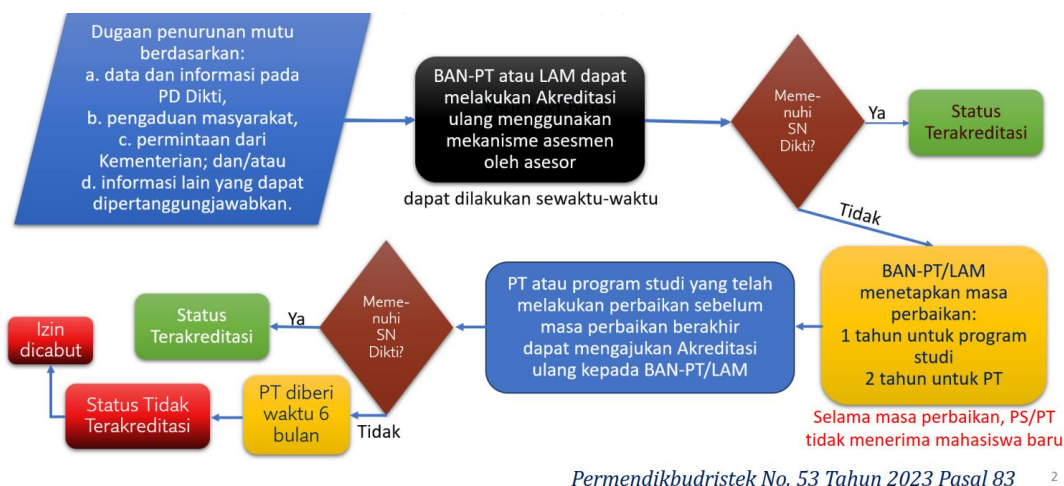 Dugaan penurunan mutu
berdasarkan:
a. data dan informasi pada
PD Dikti,
b. pengaduan masyarakat,
c. permintaan dari
Kementerian; dan/atau
d. informasi lain yang dapat
dipertanggungjawabkan.
BAN-PT atau LAM dapat
melakukan Akreditasi
ulang menggunakan
mekanisme asesmen
oleh asesor
dapat dilakukan sewaktu-waktu
Meme-
nuhi
SN
Dikti?
Ya
Status
Terakreditasi
Tidak
BAN-PT/LAM
menetapkan masa
perbaikan:
1 tahun untuk program
studi
2 tahun untuk PT
Selama masa perbaikan, PS/PT
tidak menerima mahasiswa baru
PT atau program studi yang telah
melakukan perbaikan sebelum
masa perbaikan berakhir
dapat mengajukan Akreditasi
ulang kepada BAN-PT/LAM
Meme-
nuhi
SN
Dikti?
Ya
Status
Terakreditasi
Tidak
PT diberi
waktu 6
bulan
Status Tidak
Terakreditasi
Izin
dicabut
Permendikbudristek No. 53 Tahun 2023 Pasal 83
2